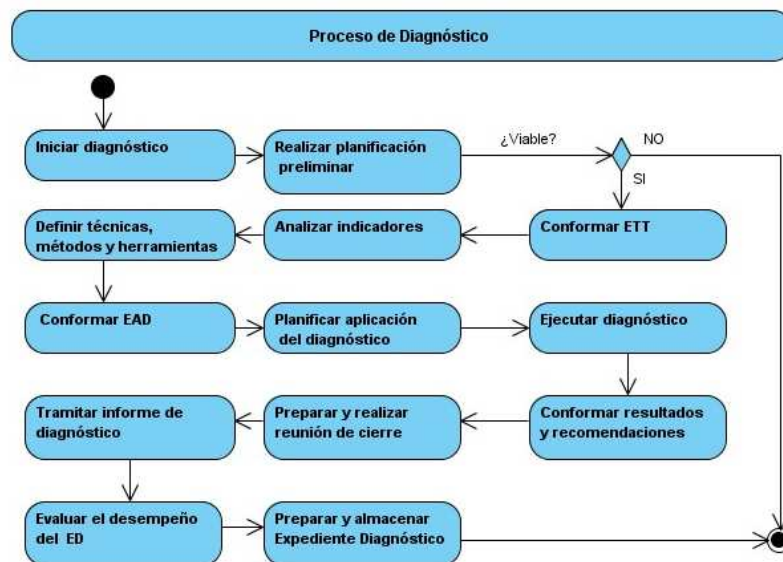 Proceso de Diagnóstico
Iniciar diagnóstico
Realizar planificación
preliminar
¿Viable?
NO
SI
Definir técnicas,
métodos y herramientas
Analizar indicadores
Conformar ETT
Conformar EAD
Planificar aplicación
del diagnóstico
Ejecutar diagnóstico
Tramitar informe de
diagnóstico
Preparar y realizar
reunión de cierre
Conformar resultados
y recomendaciones
Evaluar el desempeño
del ED
Preparar y almacenar
Expediente Diagnóstico